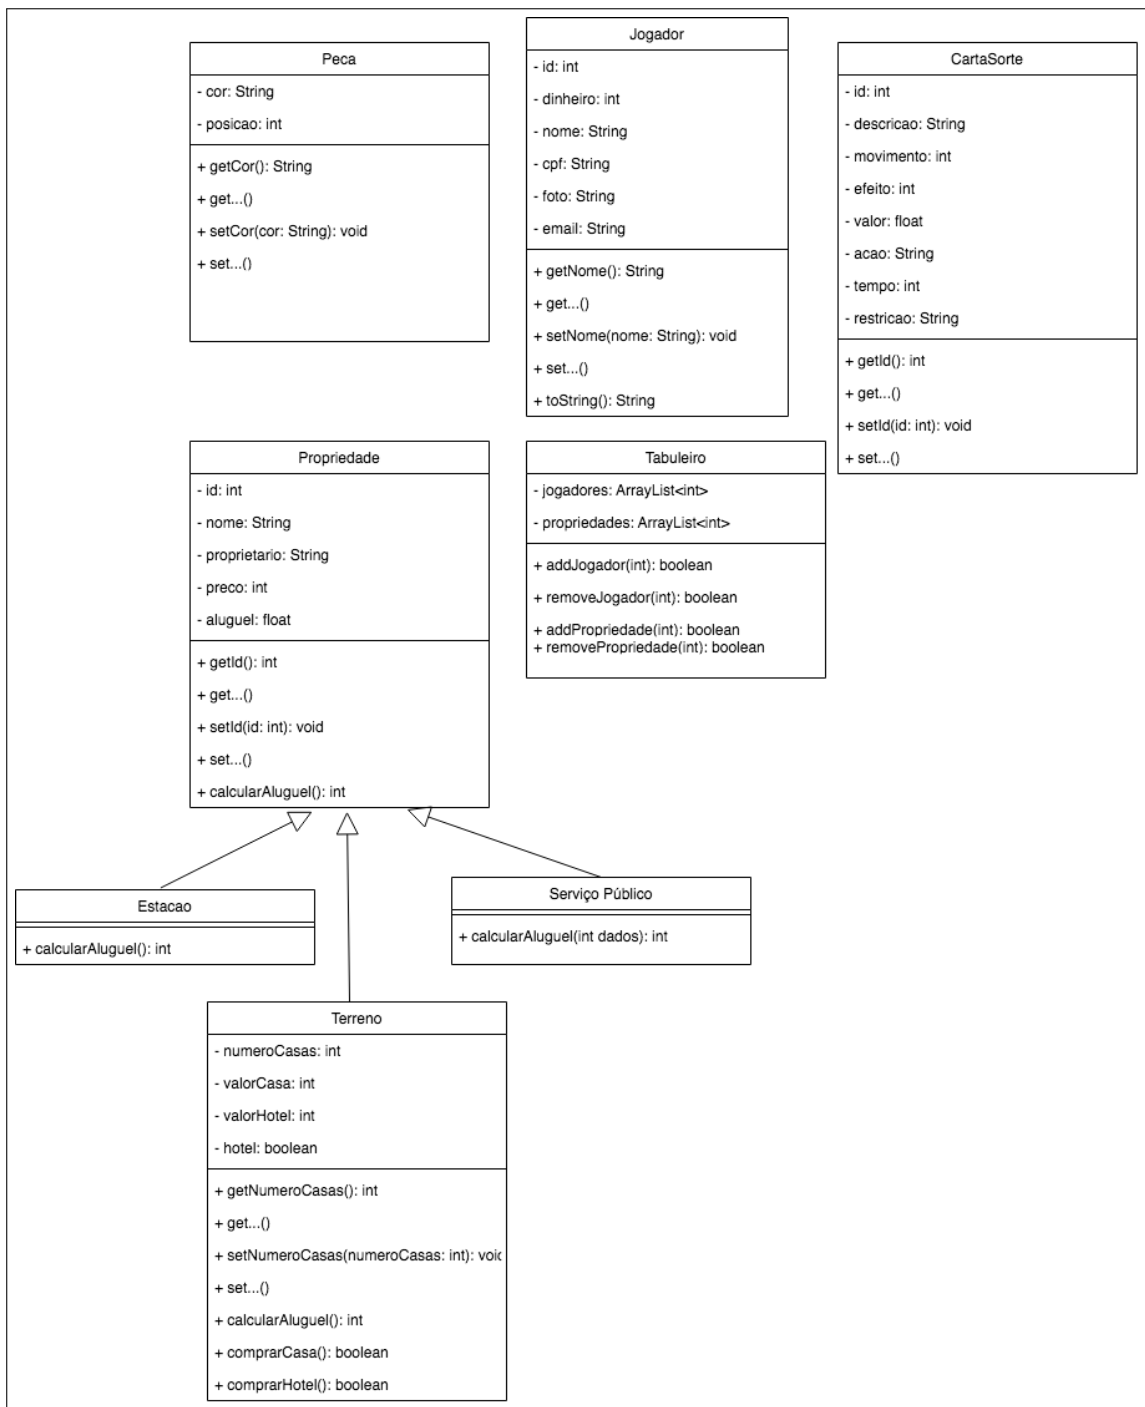 Peca
- cor: String
- posicao: int
+ getCor(): String
+ get...()
+ setCor(cor: String): void
+ set...()
Jogador
- id: int
- dinheiro: int
- nome: String
- cpf: String
- foto: String
- email: String
+ getNome(): String
+ get...()
+ setNome(nome: String): void
+ set...()
+ toString(): String
CartaSorte
- id: int
- descricao: String
- movimento: int
- efeito: int
- valor: float
- acao: String
- tempo: int
- restricao: String
+ getId(): int
+ get...()
+ setId(id: int): void
+ set...()
Propriedade
- id: int
- nome: String
- proprietario: String
- preco: int
- aluguel: float
+ getId(): int
+ get...()
+ setId(id: int): void
+ set...()
+ calcularAluguel(): int
Tabuleiro
- jogadores: ArrayList<int>
- propriedades: ArrayList<int>
+ addJogador(int): boolean
+ removeJogador(int): boolean
+ addPropriedade(int): boolean
+ removePropriedade(int): boolean
Estacao
+ calcularAluguel(): int
Serviço Público
+ calcularAluguel(int dados): int
Terreno
- numeroCasas: int
- valorCasa: int
- valorHotel: int
- hotel: boolean
+ getNumeroCasas(): int
+ get...()
+ setNumeroCasas(numeroCasas: int): void
+ set...()
+ calcularAluguel(): int
+ comprarCasa(): boolean
+ comprarHotel(): boolean